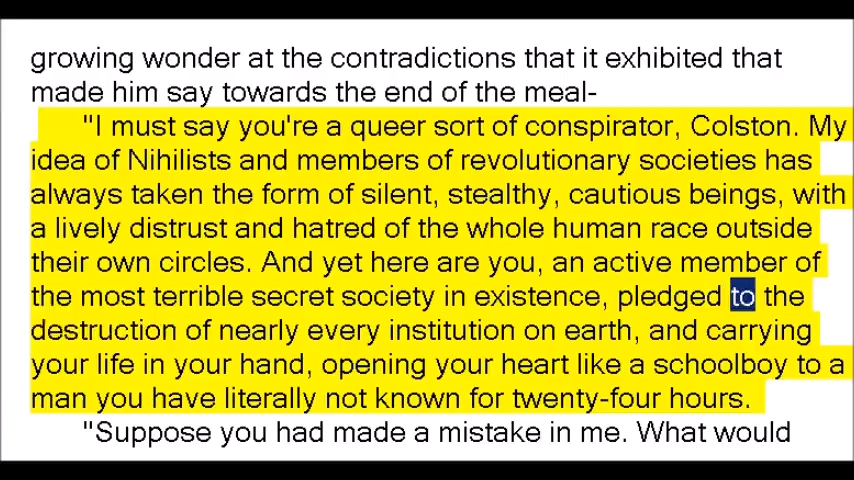 growing wonder at the contradictions that it exhibited that
made him say towards the end of the meal-
"I must say you're a queer sort of conspirator, Colston. My
idea of Nihilists and members of revolutionary societies has
always taken the form of silent, stealthy, cautious beings, with
a lively distrust and hatred of the whole human race outside
their own circles. And yet here are you, an active member of
the most terrible secret society in existence, pledged to the
destruction of nearly every institution on earth, and carrying
your life in your hand, opening your heart like a schoolboy to a
man you have literally not known for twenty-four hours.
"Suppose you had made a mistake in me. What would